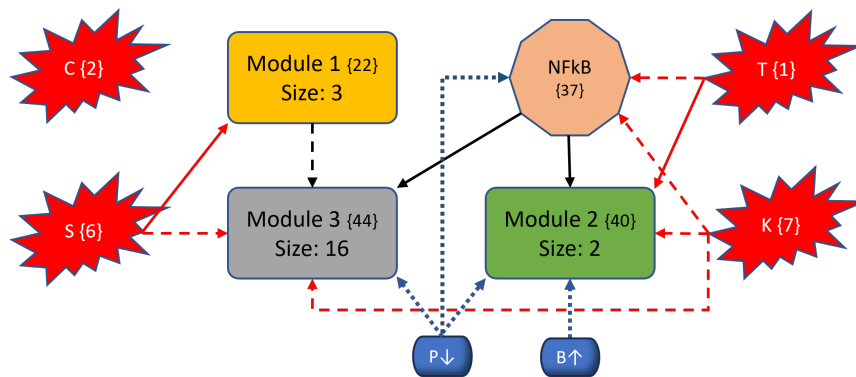 C {2}
Module 1 {22}
Size: 3
NFkB
{37}
T {1}
S {6}
Module 3 {44}
Size: 16
Module 2 {40}
Size: 2
K {7}
P↓
B↑